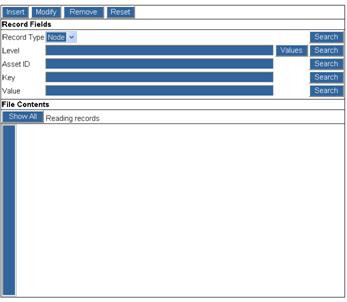 Insert Modify Remove Reset
Record Fields
Record Type Node Search
Level Values Search
Asset ID Search
Key Search
Value Search
File Contents
Show All Reading records